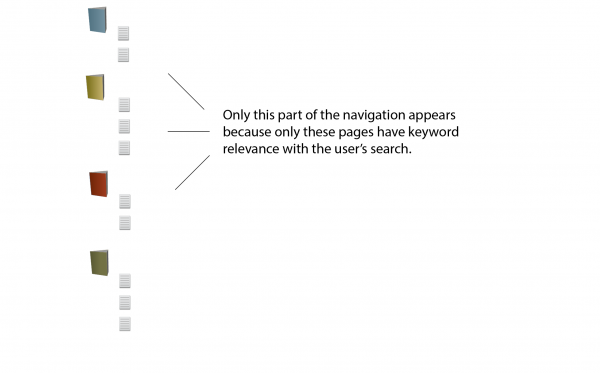 Only this part of the navigation appears
because only these pages have keyword
relevance with the user's search.